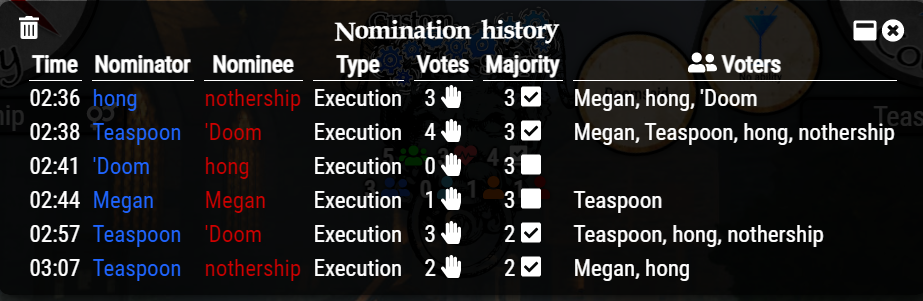 Nomination history
Time Nominator Nominee Type Votes Majority Voters
02:36 hong nothership Execution 3 3 Megan, hong, 'Doom
02:38 Teaspoon 'Doom Execution 4 3 Megan, Teaspoon, hong, nothership
02:41 'Doom hong Execution 0 3
02:44 Megan Megan Execution 1 3 Teaspoon
02:57 Teaspoon 'Doom Execution 3 2 Teaspoon, hong, nothership
03:07 Teaspoon nothership Execution 2 2 Megan, hong